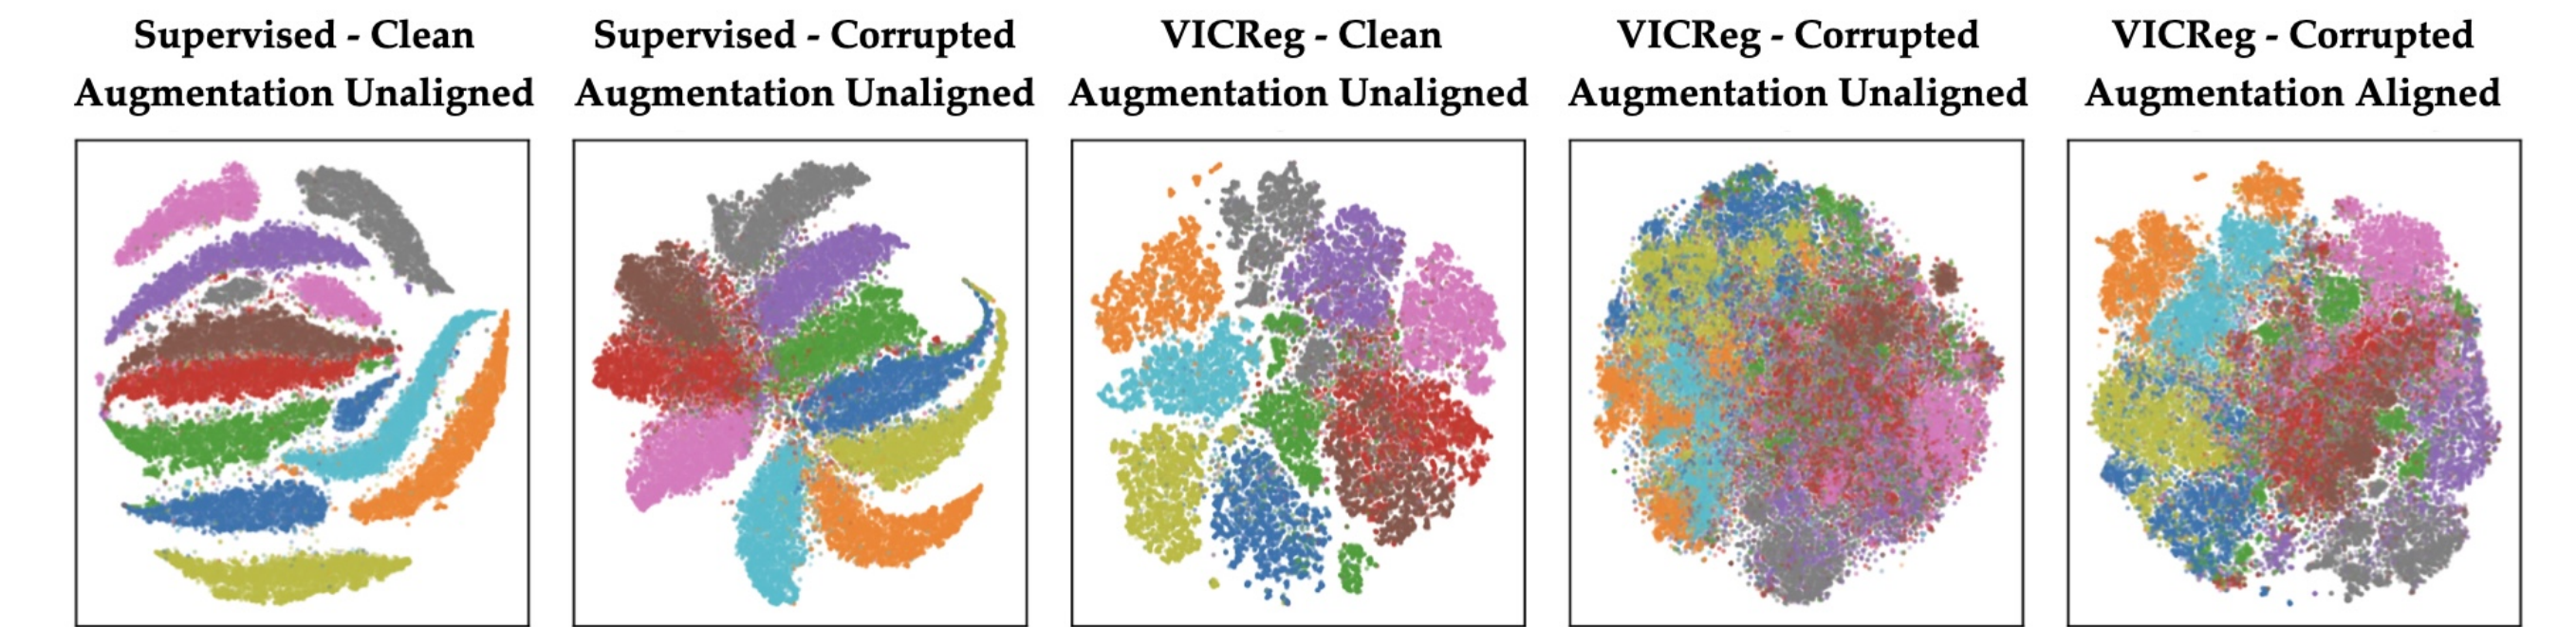 Supervised - Clean
Augmentation Unaligned
Supervised - Corrupted
Augmentation Unaligned
VICReg - Clean
Augmentation Unaligned
VICReg - Corrupted
Augmentation Unaligned
VICReg - Corrupted
Augmentation Aligned